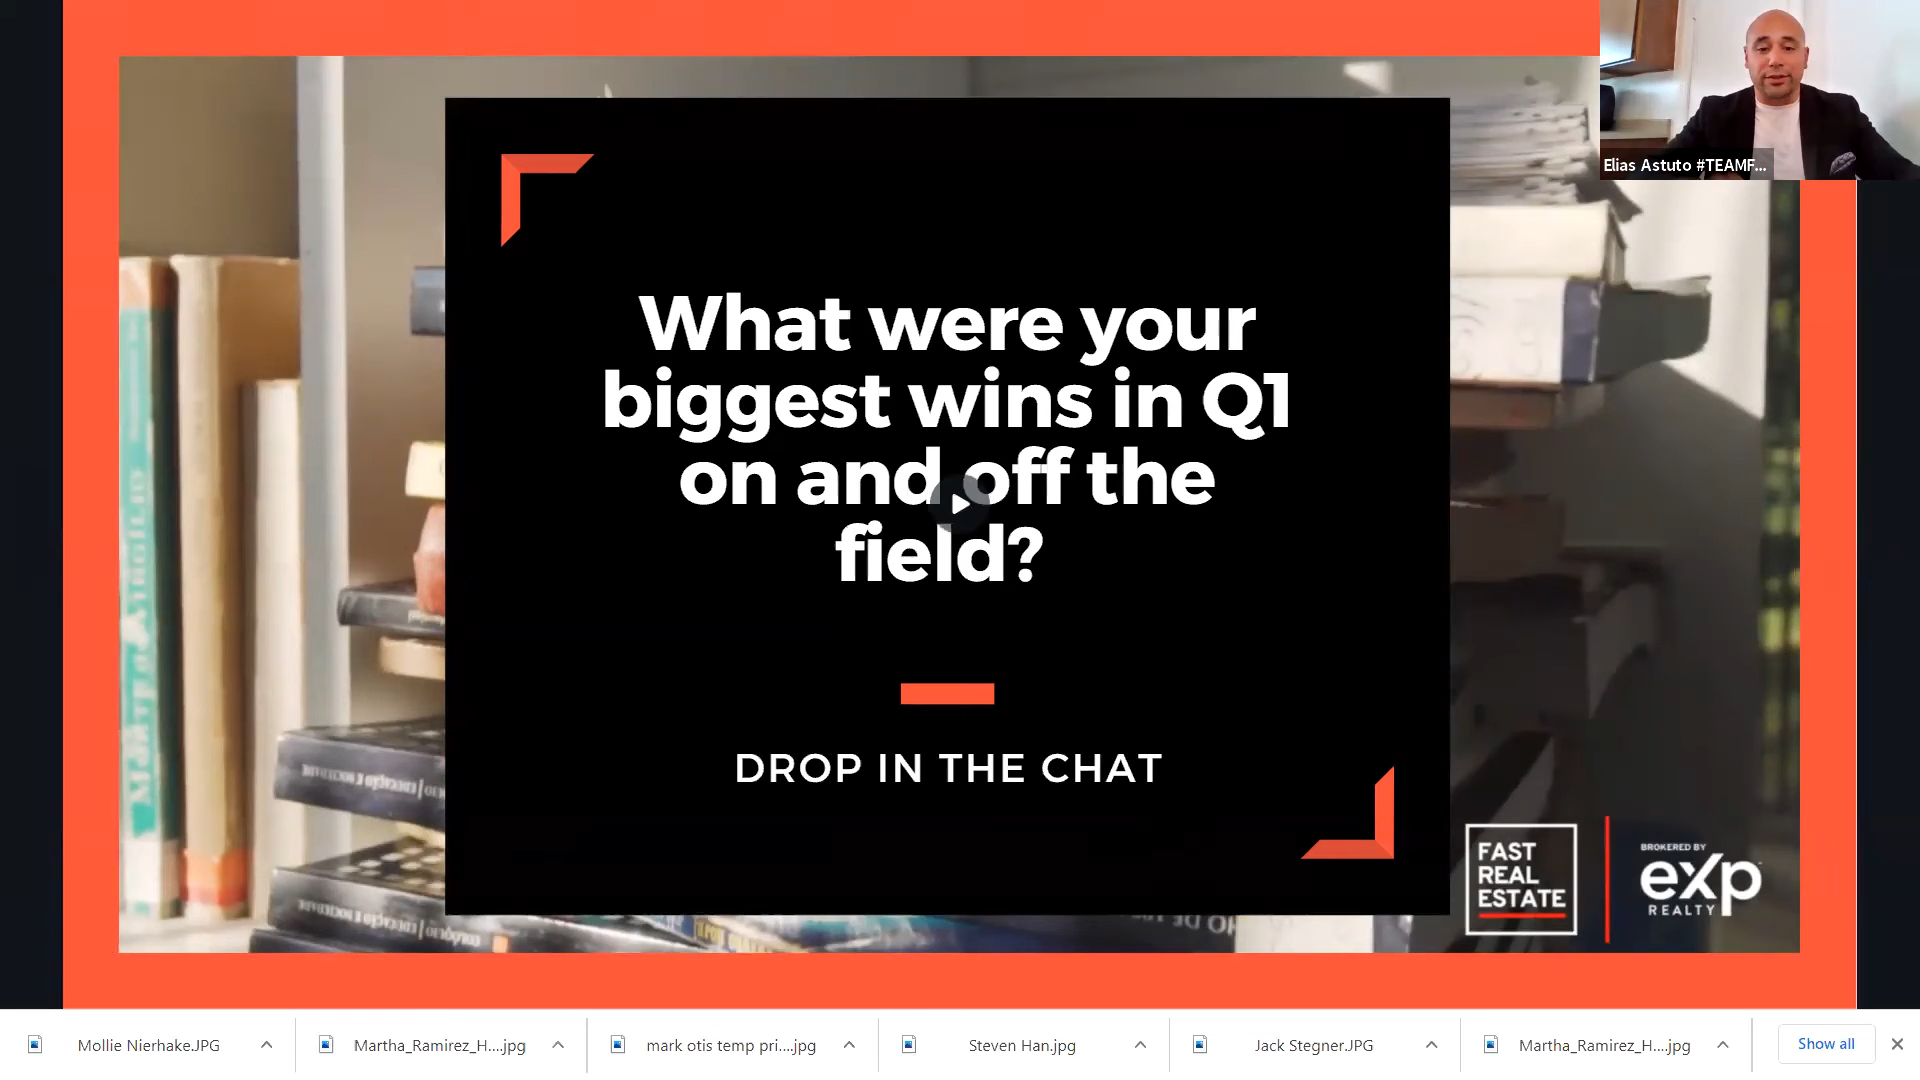 Elias Astuto #TEAMF...
What were your
biggest wins in Q1
on and off the
field?
DROP IN THE CHAT
FAST
REAL
ESTATE
BROKERED BY
eXp
REALTY
Mollie Nierhake.JPG
Martha_Ramirez_H....jpg
mark otis temp pri....jpg
Steven Han.jpg
Jack Stegner.JPG
Martha_Ramirez_H....jpg
Show all